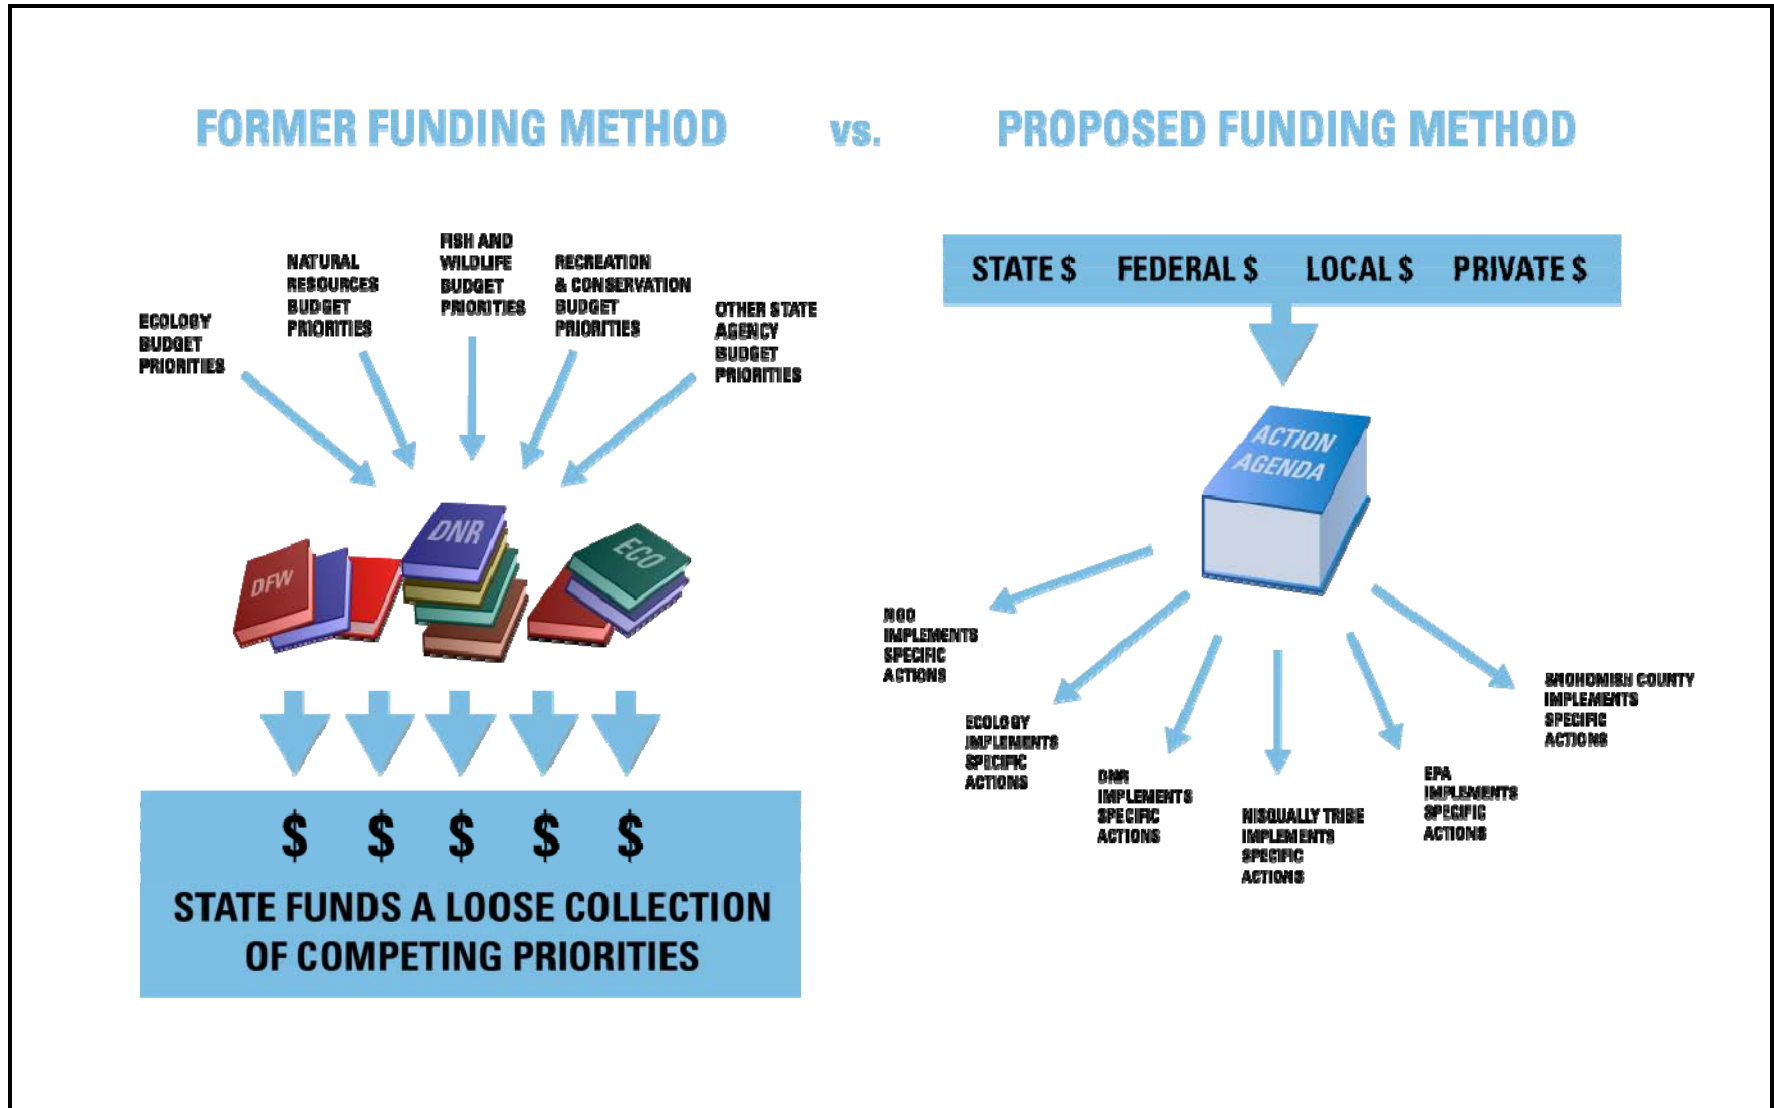 FORMER FUNDING METHOD
vs.
PROPOSED FUNDING METHOD
ECOLOGY
BUDGET
PRIORITIES
NATURAL
RESOURCES
BUDGET
PRIORITIES
FISH AND
WILDLIFE
BUDGET
PRIORITIES
RECREATION
& CONSERVATION
BUDGET
PRIORITIES
OTHER STATE
AGENCY
BUDGET
PRIORITIES
DFW
DNR
ECO
$ $ $ $ $
STATE FUNDS A LOOSE COLLECTION
OF COMPETING PRIORITIES
STATE $ FEDERAL $ LOCAL $ PRIVATE $
ACTION
AGENDA
NGO
IMPLEMENTS
SPECIFIC
ACTIONS
ECOLOGY
IMPLEMENTS
SPECIFIC
ACTIONS
DNR
IMPLEMENTS
SPECIFIC
ACTIONS
NISQUALLY TRIBE
IMPLEMENTS
SPECIFIC
ACTIONS
EPA
IMPLEMENTS
SPECIFIC
ACTIONS
SNOHOMISH COUNTY
IMPLEMENTS
SPECIFIC
ACTIONS